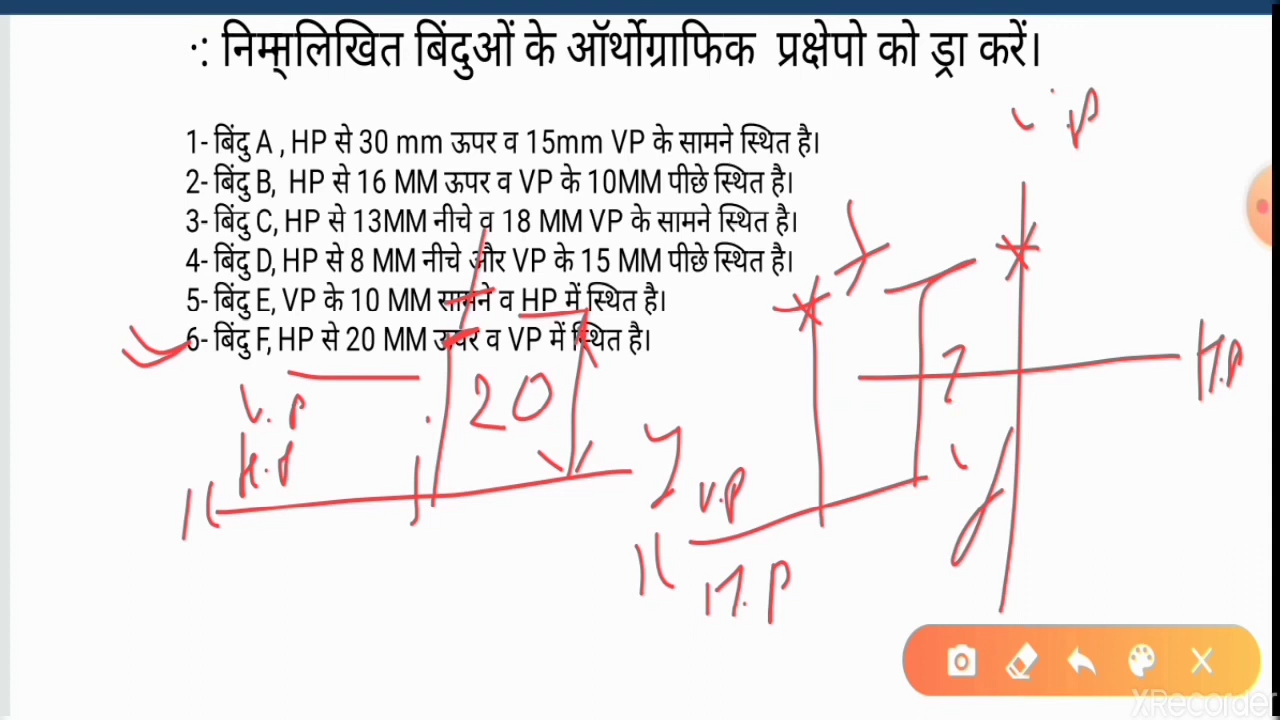 ∴ निम्म्नलिखित बिंदुओं के ऑर्थोग्राफिक प्रक्षेपो को ड्रा करें।
1- बिंदु A , HP से 30 mm ऊपर व 15mm VP के सामने स्थित है।
2- बिंदु B, HP से 16 MM ऊपर व VP के 10MM पीछे स्थित है।
3- बिंदु C, HP से 13MM नीचे व 18 MM VP के सामने स्थित है।
4- बिंदु D, HP से 8 MM नीचे और VP के 15 MM पीछे स्थित है।
5- बिंदु E, VP के 10 MM सामने व HP में स्थित है।
6- बिंदु F, HP से 20 MM ऊपर व VP में स्थित है।
V.P
H.P
20
V.P
H.P
V.P
H.P
XRecorder